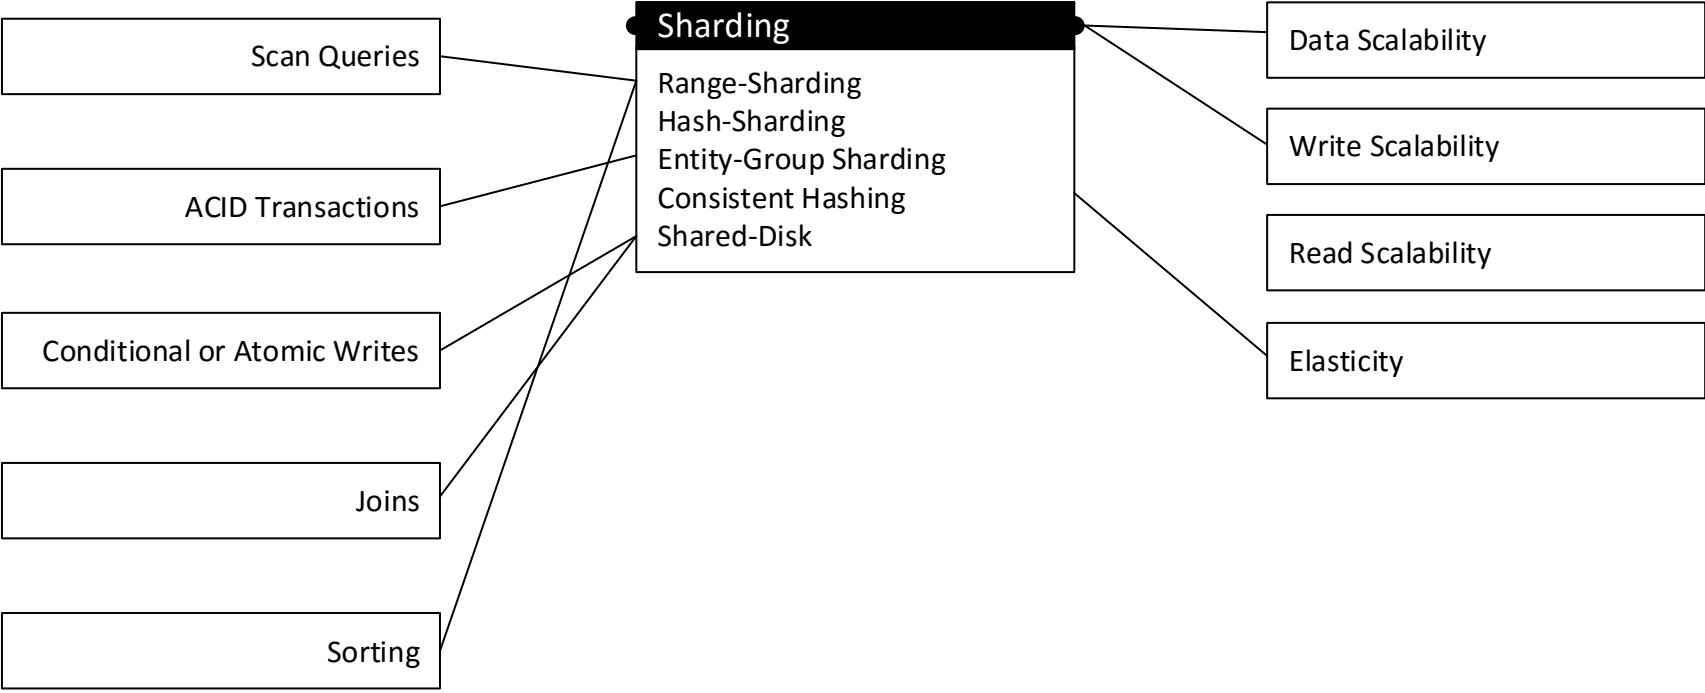 Scan Queries
ACID Transactions
Conditional or Atomic Writes
Joins
Sorting
Sharding
Range-Sharding
Hash-Sharding
Entity-Group Sharding
Consistent Hashing
Shared-Disk
Data Scalability
Write Scalability
Read Scalability
Elasticity